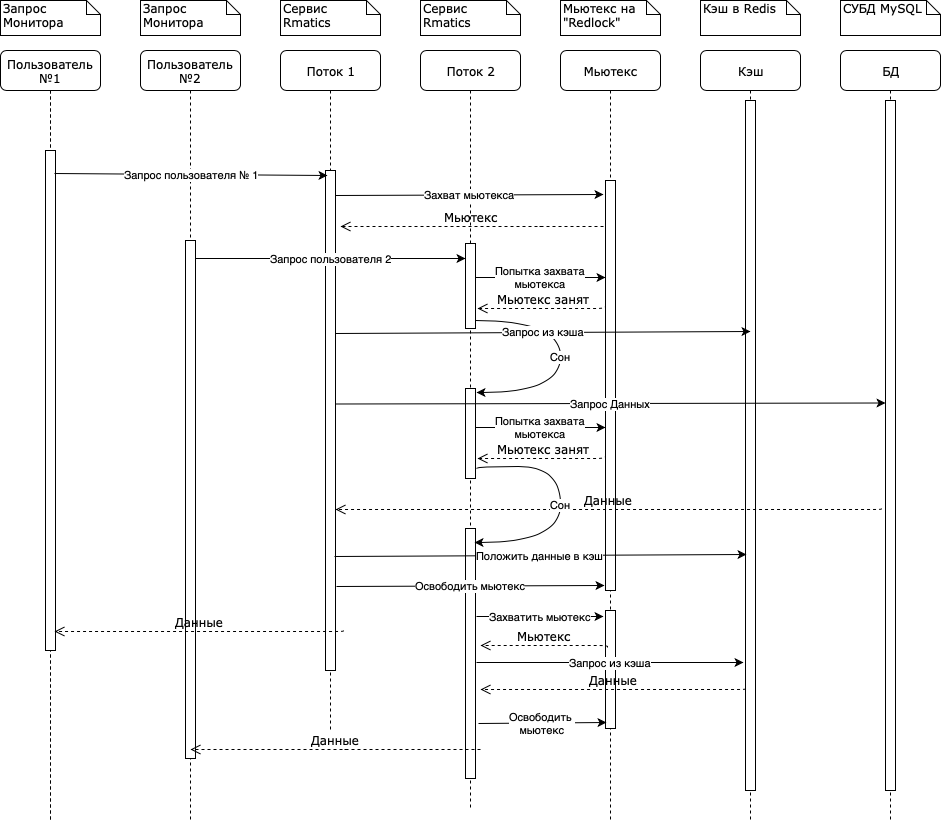 Запрос
Монитора
Запрос
Монитора
Сервис
Rmatics
Сервис
Rmatics
Мьютекс на
"Redlock"
Кэш в Redis
СУБД MySQL
Пользователь
№1
Пользователь
№2
Поток 1
Поток 2
Мьютекс
Кэш
БД
Запрос пользователя № 1
Захват мьютекса
Мьютекс
Запрос пользователя 2
Попытка захвата
мьютекса
Мьютекс занят
Запрос из кэша
Сон
Запрос Данных
Попытка захвата
мьютекса
Мьютекс занят
Данные
Сон
Положить данные в кэш
Освободить мьютекс
Захватить мьютекс
Данные
Мьютекс
Запрос из кэша
Данные
Освободить
мьютекс
Данные